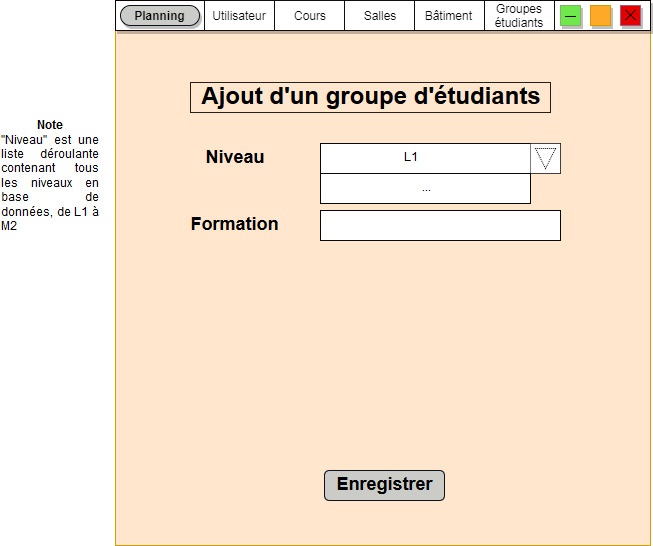 Planning
Utilisateur
Cours
Salles
Bâtiment
Groupes
étudiants
Ajout d'un groupe d'étudiants
Note
"Niveau" est une
liste déroulante
contenant tous
les niveaux en
base de
données, de L1 à
M2
Niveau
L1
...
Formation
Enregistrer